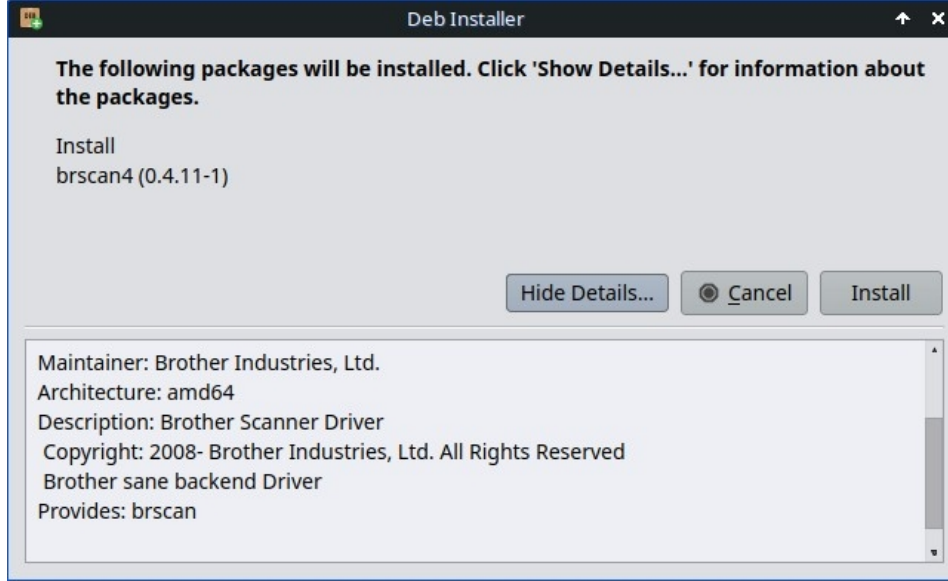 Deb Installer
The following packages will be installed. Click 'Show Details...' for information about
the packages.
Install
brscan4 (0.4.11-1)
Hide Details...
Cancel
Install
Maintainer: Brother Industries, Ltd.
Architecture: amd64
Description: Brother Scanner Driver
Copyright: 2008- Brother Industries, Ltd. All Rights Reserved
Brother sane backend Driver
Provides: brscan